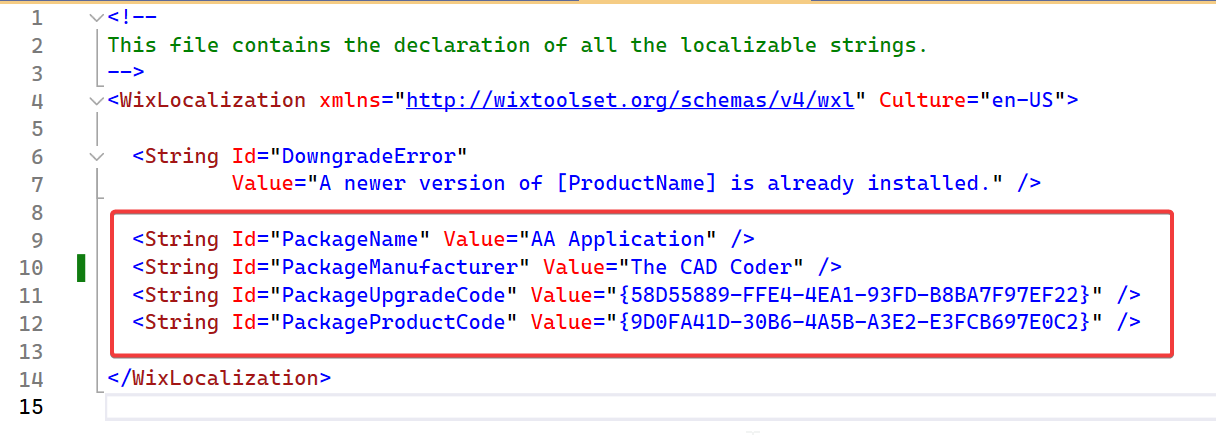 1 <!--
2 This file contains the declaration of all the localizable strings.
3 -->
4 <WixLocalization xmlns="http://wixtoolset.org/schemas/v4/wxl" Culture="en-US">
5
6 <String Id="DowngradeError"
7 Value="A newer version of [ProductName] is already installed." />
8
9 <String Id="PackageName" Value="AA Application" />
10 <String Id="PackageManufacturer" Value="The CAD Coder" />
11 <String Id="PackageUpgradeCode" Value="{58D55889-FFE4-4EA1-93FD-B8BA7F97EF22}" />
12 <String Id="PackageProductCode" Value="{9D0FA41D-30B6-4A5B-A3E2-E3FCB697E0C2}" />
13
14 </WixLocalization>
15